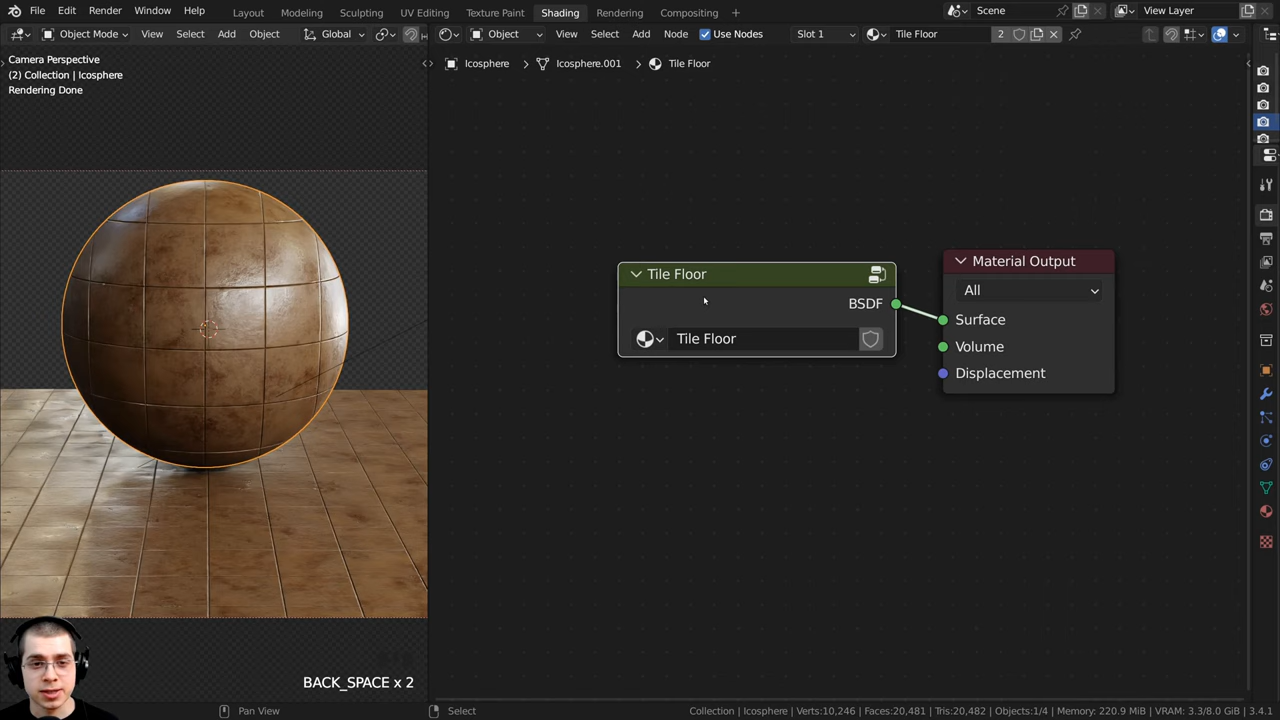 File Edit Render Window Help Layout Modeling Sculpting UV Editing Texture Paint Shading Rendering Compositing + Scene View Layer
Object Mode View Select Add Object Global Object View Select Add Node Use Nodes Slot 1 Tile Floor 2
Camera Perspective
(2) Collection | Icosphere
Rendering Done
Icosphere > Icosphere.001 > Tile Floor
Tile Floor
BSDF
Tile Floor
Material Output
All
Surface
Volume
Displacement
BACK_SPACE x 2
Pan View Select Collection | Icosphere | Verts:10,246 | Faces:20,481 | Tris:20,482 | Objects:1/4 | Memory: 220.9 MiB | VRAM: 3.3/8.0 GiB | 3.4.1